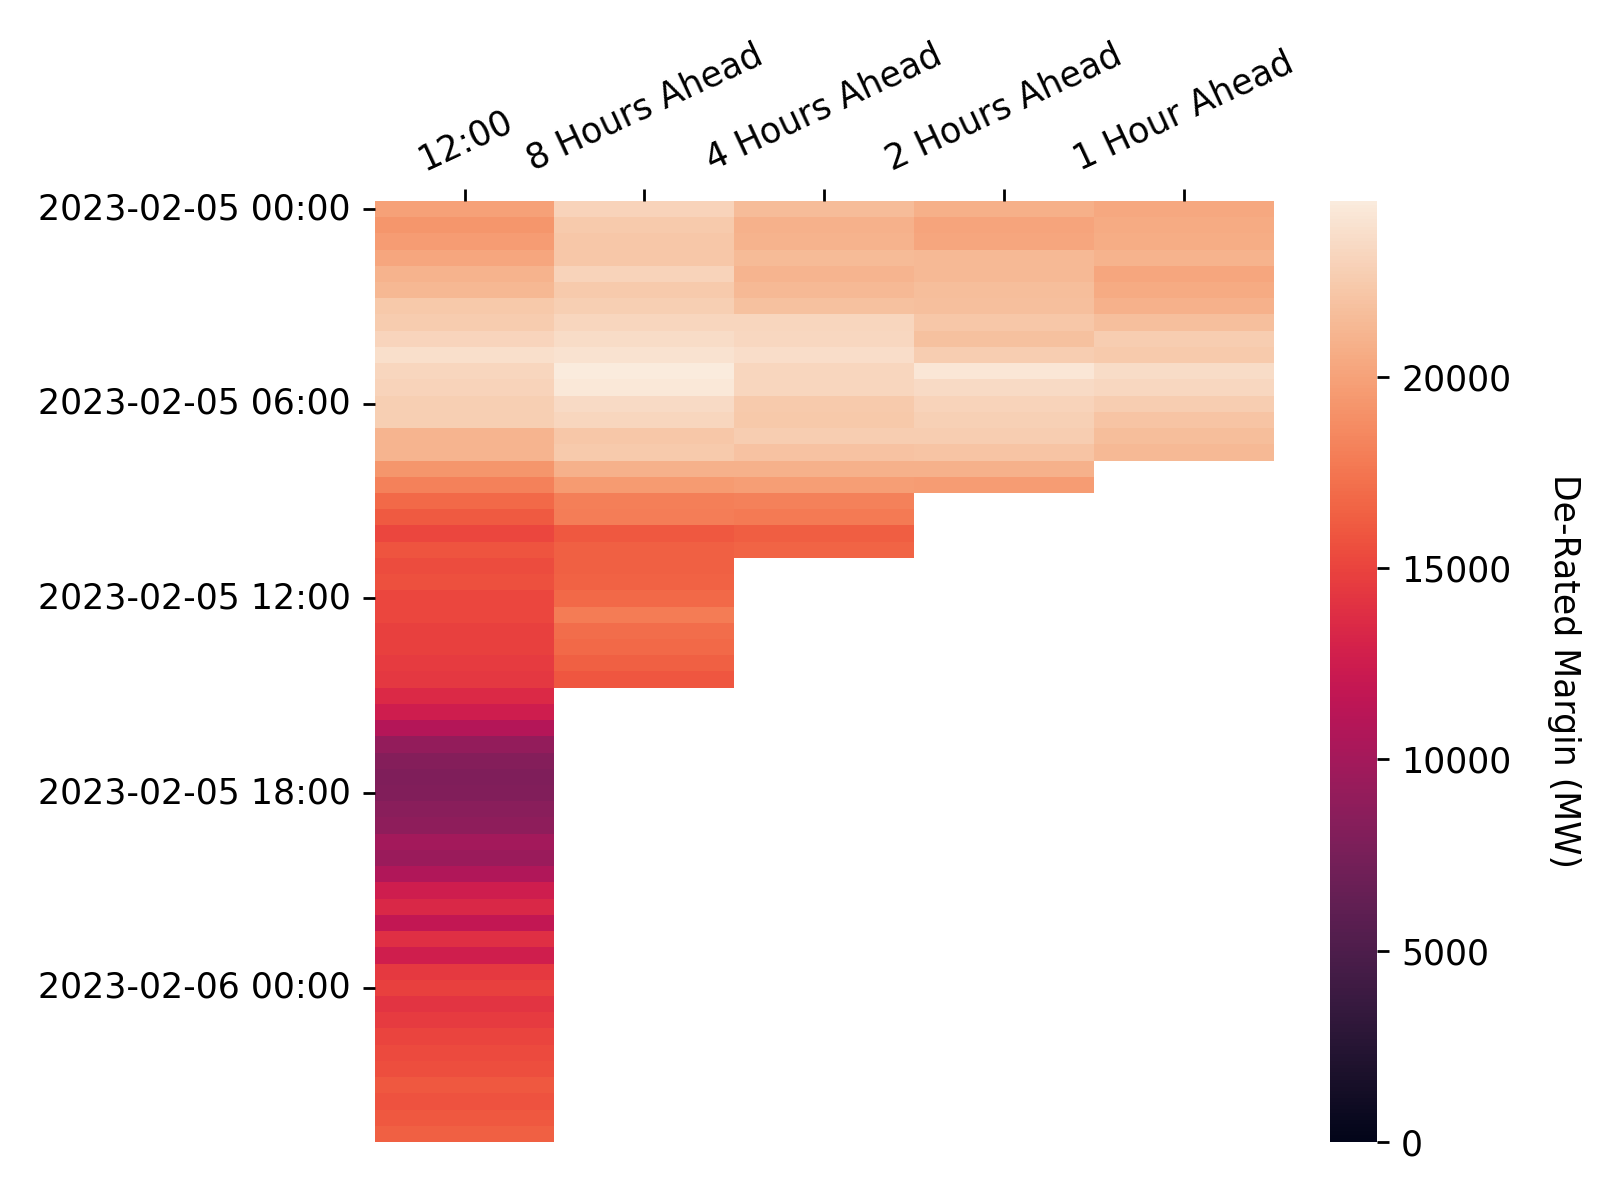 12:00
8 Hours Ahead
4 Hours Ahead
2 Hours Ahead
1 Hour Ahead
2023-02-05 00:00
2023-02-05 06:00
2023-02-05 12:00
2023-02-05 18:00
2023-02-06 00:00
20000
15000
10000
5000
0
De-Rated Margin (MW)